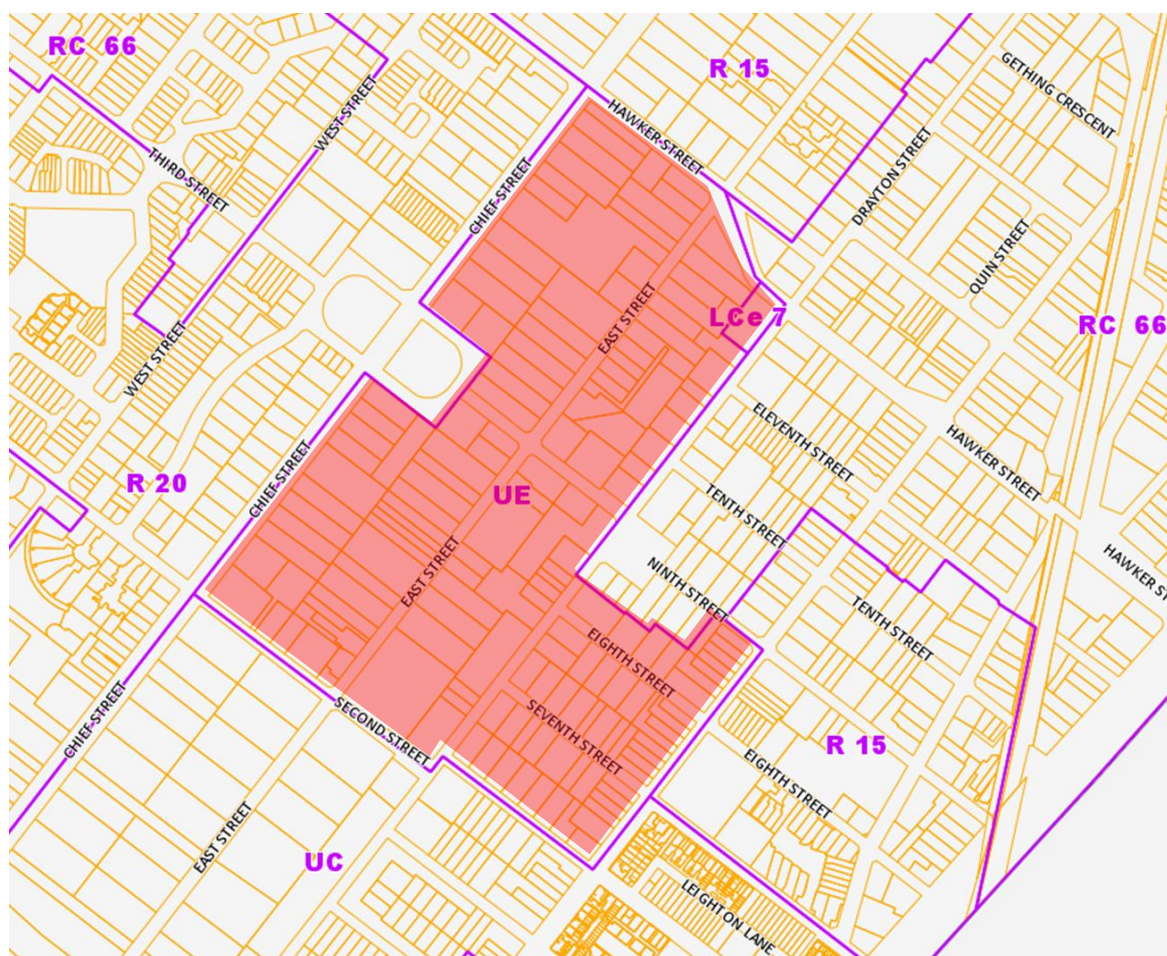 RC 66
R 15
GETHING CRESCENT
WEST STREET
HAWKER STREET
THIRD STREET
DRAYTON STREET
CHIEF STREET
QUIN STREET
EAST STREET
LCe 7
RC 66
WEST STREET
ELEVENTH STREET
HAWKER STREET
R 20
CHIEF STREET
UE
TENTH STREET
EAST STREET
NINTH STREET
HAWKER ST
TENTH STREET
EIGHTH STREET
CHIEF STREET
SECOND STREET
SEVENTH STREET
R 15
EIGHTH STREET
EAST STREET
UC
LEIGHTON LANE